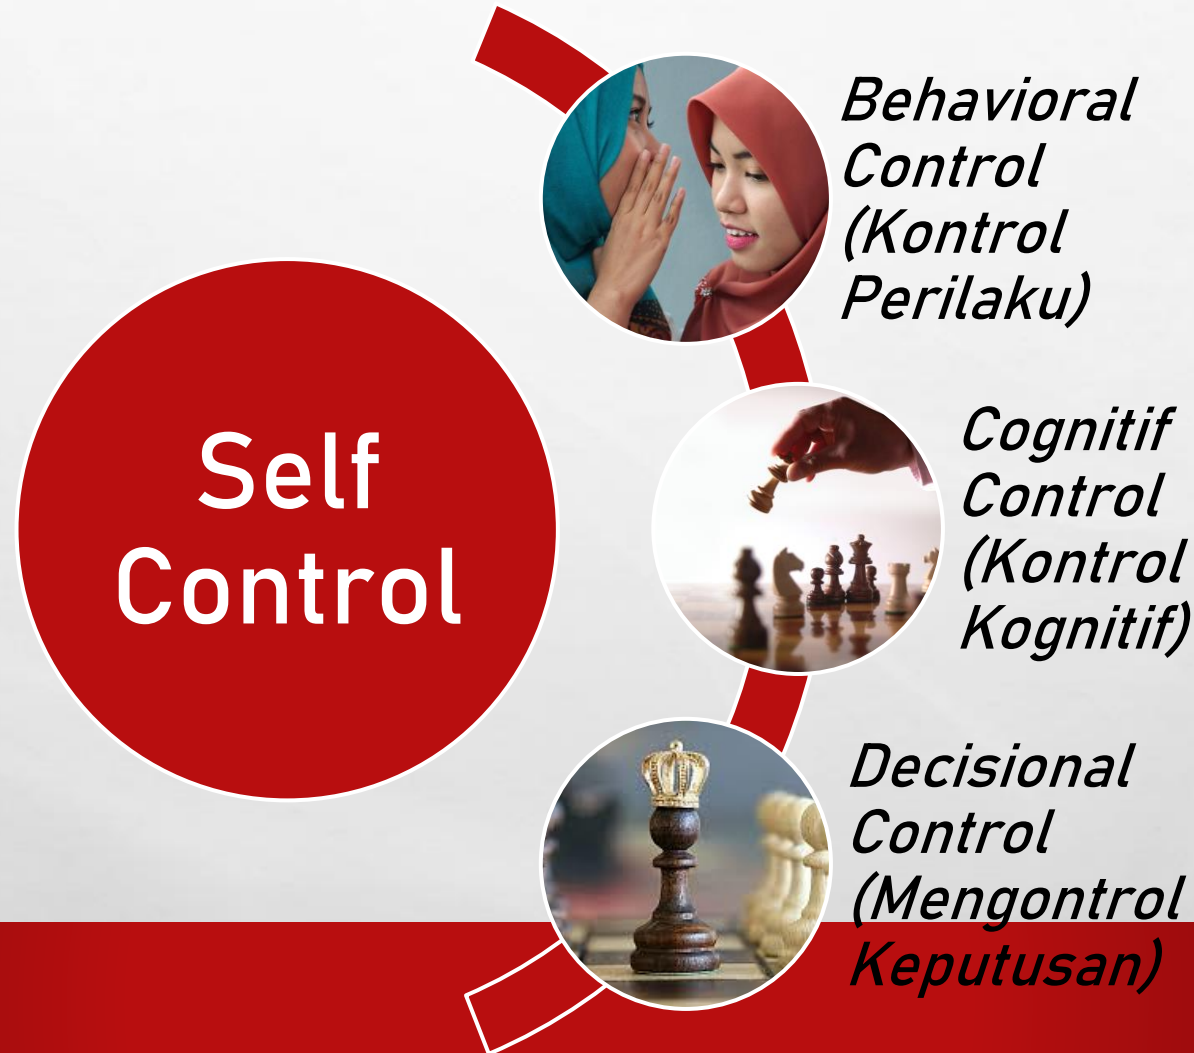 Self
Control
Behavioral
Control
(Kontrol
Perilaku)
Cognitif
Control
(Kontrol
Kognitif)
Decisional
Control
(Mengontrol
Keputusan)